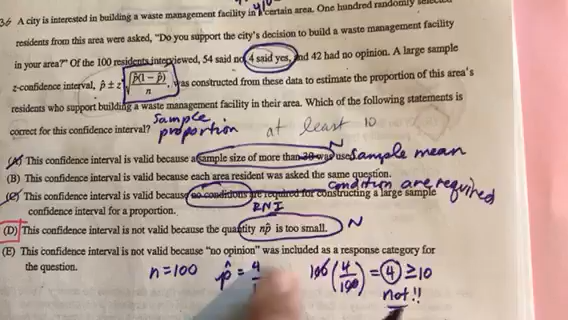 36 A city is interested in building a waste management facility in a certain area. One hundred randomly selected
residents from this area were asked, "Do you support the city's decision to build a waste management facility
in your area?" Of the 100 residents interviewed, 54 said no, 4 said yes, and 42 had no opinion. A large sample
z-confidence interval, p̂ ± z√(p̂(1 − p̂)/n), was constructed from these data to estimate the proportion of this area's
residents who support building a waste management facility in their area. Which of the following statements is
correct for this confidence interval? Sample proportion at least 10
(A) This confidence interval is valid because a sample size of more than 30 was used. Sample mean
(B) This confidence interval is valid because each area resident was asked the same question.
condition are required
(C) This confidence interval is valid because no conditions are required for constructing a large sample
confidence interval for a proportion. RNI
(D) This confidence interval is not valid because the quantity np̂ is too small. N
(E) This confidence interval is not valid because "no opinion" was included as a response category for
the question.
n=100 p̂ = 4 100(4/100) = 4 ≥ 10
not!!